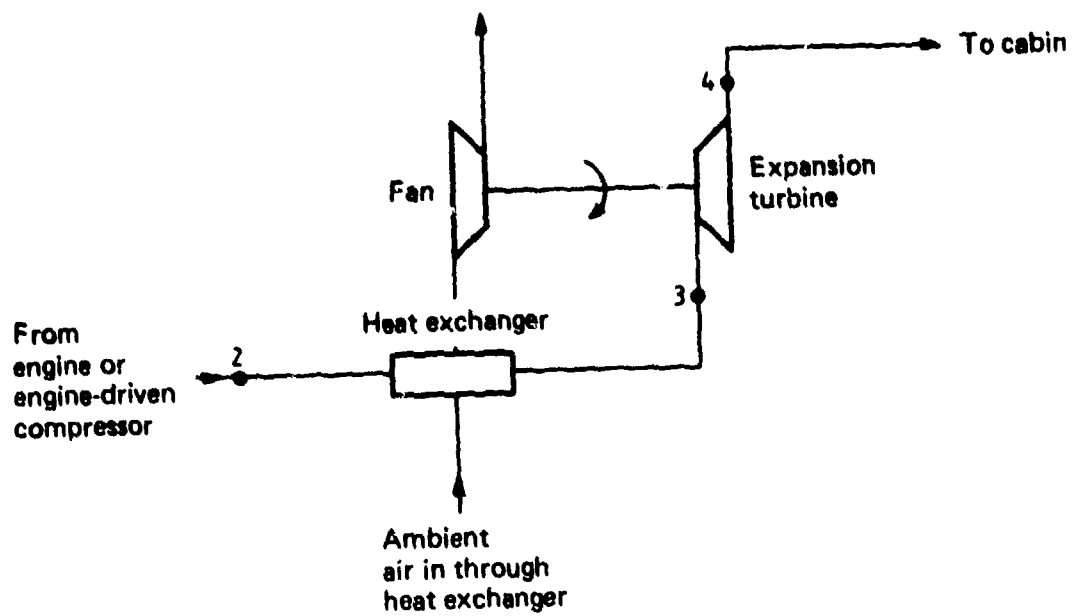 To cabin
4
Expansion
turbine
Fan
3
Heat exchanger
From
engine or
engine-driven
compressor
2
Ambient
air in through
heat exchanger